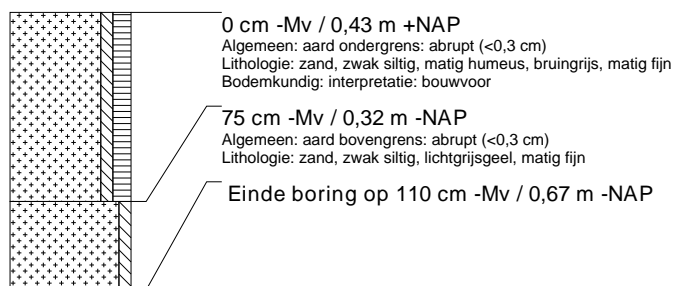 0 cm -Mv / 0,43 m +NAP
Algemeen: aard ondergrens: abrupt (<0,3 cm)
Lithologie: zand, zwak siltig, matig humeus, bruingrijs, matig fijn
Bodemkundig: interpretatie: bouwvoor
75 cm -Mv / 0,32 m -NAP
Algemeen: aard bovengrens: abrupt (<0,3 cm)
Lithologie: zand, zwak siltig, lichtgrijsgeel, matig fijn
Einde boring op 110 cm -Mv / 0,67 m -NAP